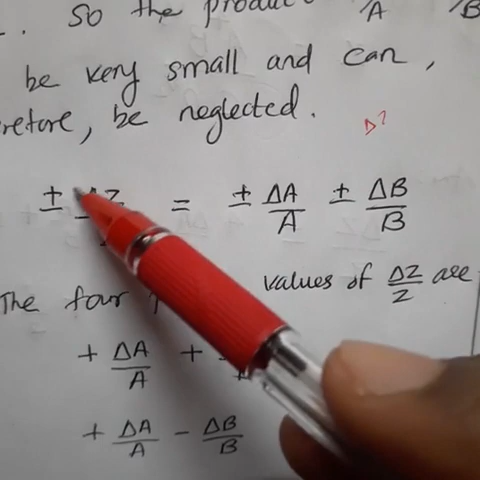 . So the product A B
be very small and can,
be neglected. Δ?
± ΔZ = ± ΔA/A ± ΔB/B
The four values of ΔZ/Z are
+ ΔA/A +
+ ΔA/A - ΔB/B